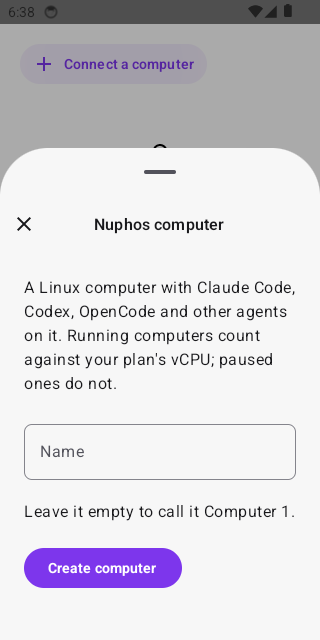 6:38
Connect a computer
Nuphos computer
A Linux computer with Claude Code,
Codex, OpenCode and other agents
on it. Running computers count
against your plan's vCPU; paused
ones do not.
Name
Leave it empty to call it Computer 1.
Create computer